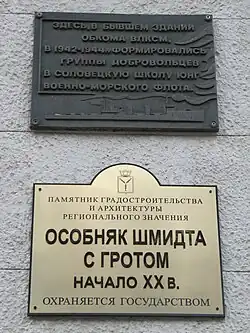 ЗДЕСЬ, В БЫВШЕМ ЗДАНИИ
ОБКОМА ВЛКСМ,
В 1942-1944 ФОРМИРОВАЛИСЬ
ГРУППЫ ДОБРОВОЛЬЦЕВ
В СОЛОВЕЦКУЮ ШКОЛУ ЮНГ
ВОЕННО-МОРСКОГО ФЛОТА.
ПАМЯТНИК ГРАДОСТРОИТЕЛЬСТВА
И АРХИТЕКТУРЫ
РЕГИОНАЛЬНОГО ЗНАЧЕНИЯ
ОСОБНЯК ШМИДТА
С ГРОТОМ
НАЧАЛО XX В.
ОХРАНЯЕТСЯ ГОСУДАРСТВОМ